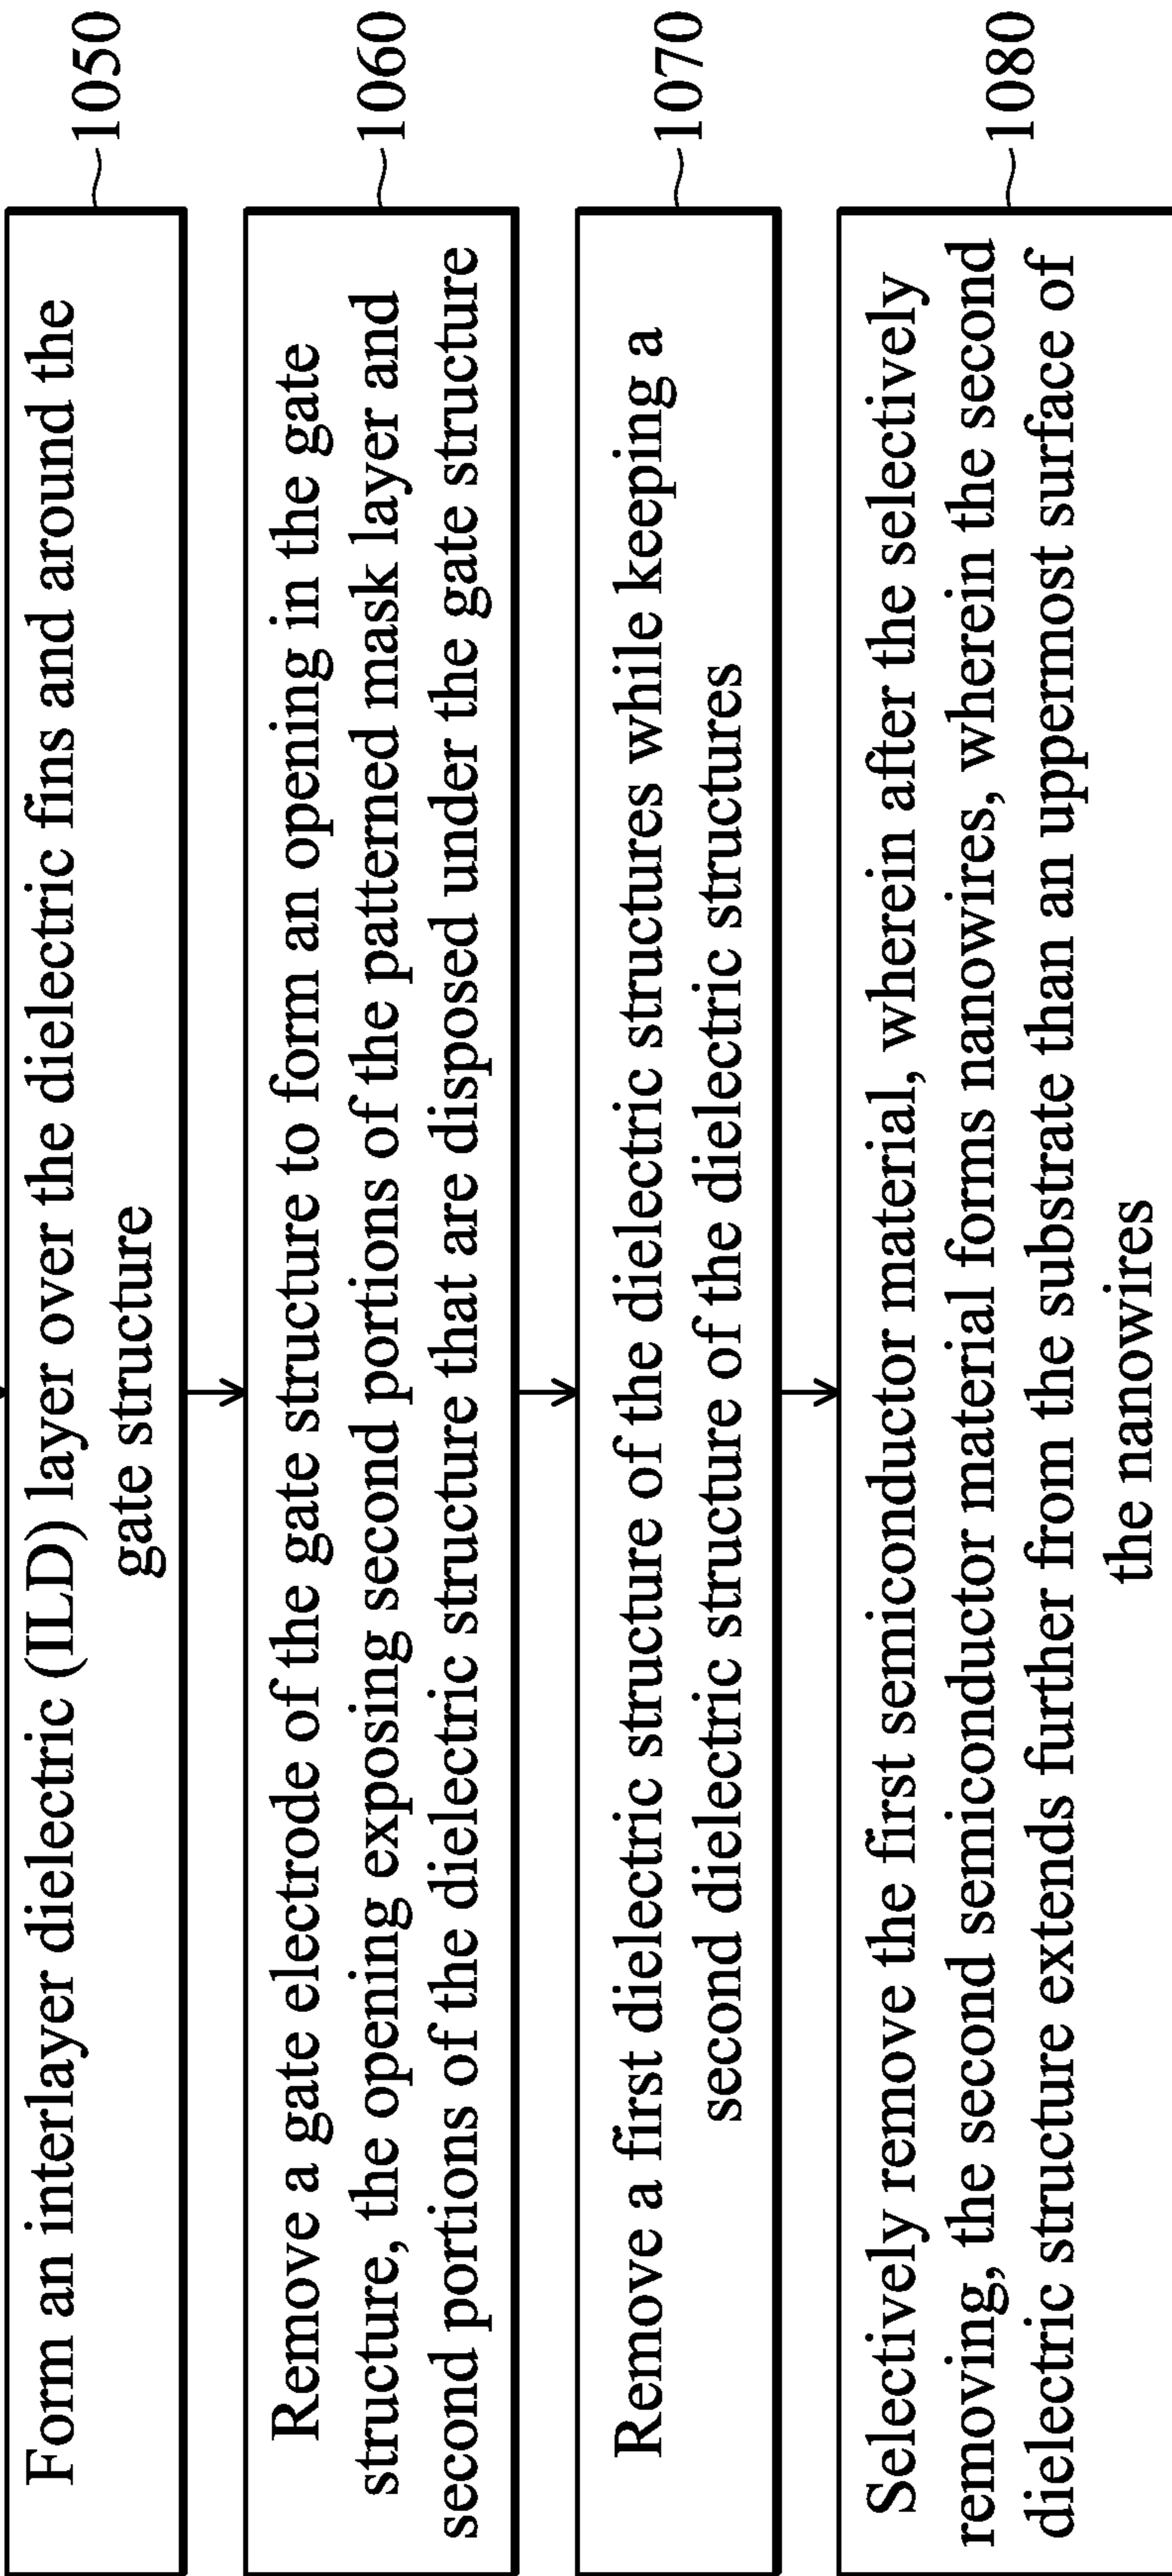 Form an interlayer dielectric (ILD) layer over the dielectric fins and around the
gate structure
1050
Remove a gate electrode of the gate structure to form an opening in the gate
structure, the opening exposing second portions of the patterned mask layer and
second portions of the dielectric structure that are disposed under the gate structure
1060
Remove a first dielectric structure of the dielectric structures while keeping a
second dielectric structure of the dielectric structures
1070
Selectively remove the first semiconductor material, wherein after the selectively
removing, the second semiconductor material forms nanowires, wherein the second
dielectric structure extends further from the substrate than an uppermost surface of
the nanowires
1080